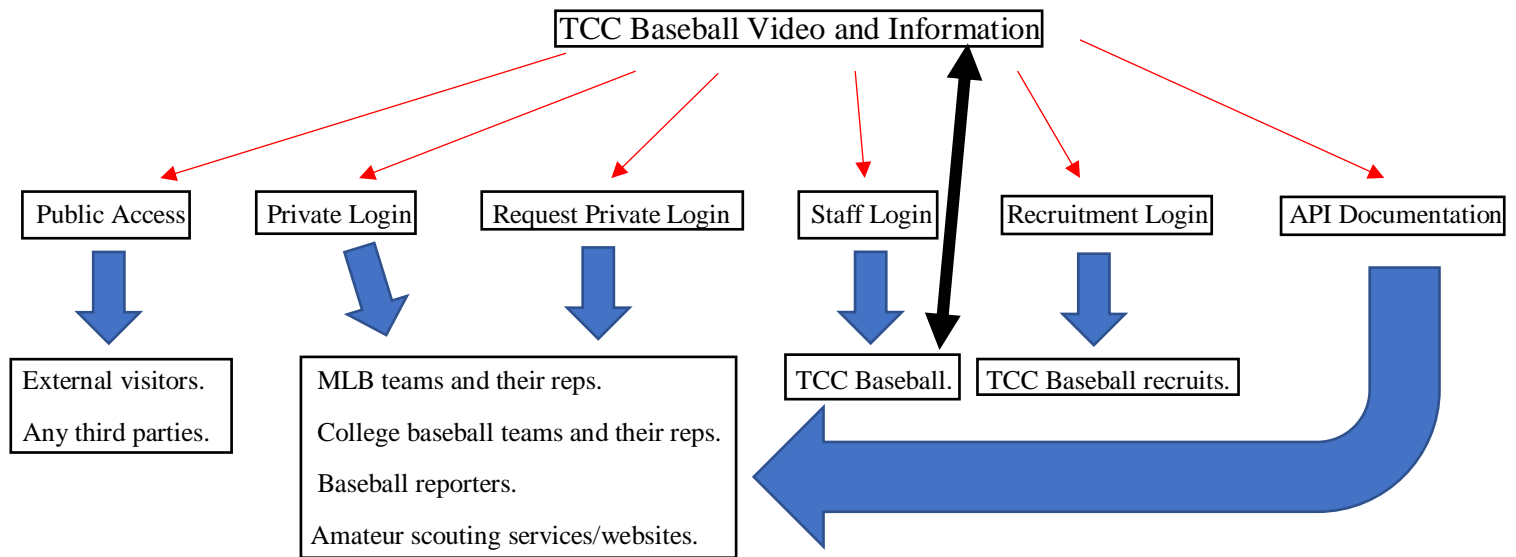 TCC Baseball Video and Information
Public Access
Private Login
Request Private Login
Staff Login
Recruitment Login
API Documentation
External visitors.
Any third parties.
MLB teams and their reps.
College baseball teams and their reps.
Baseball reporters.
Amateur scouting services/websites.
TCC Baseball.
TCC Baseball recruits.